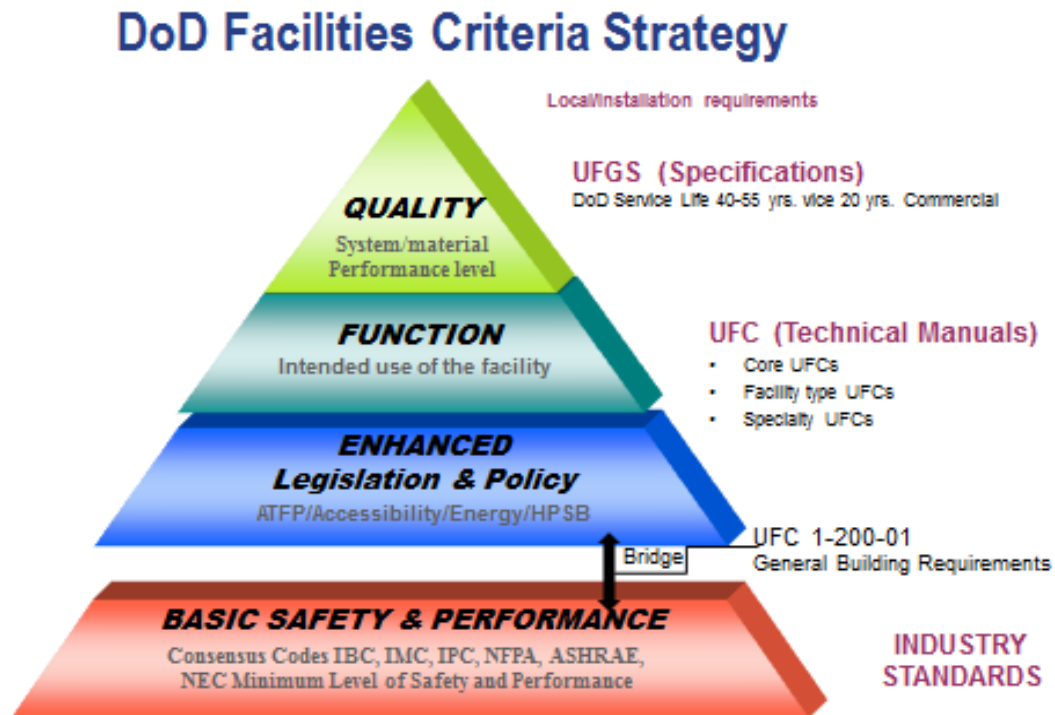 DoD Facilities Criteria Strategy
Local/Installation requirements
UFGS (Specifications)
DoD Service Life 40-55 yrs. vice 20 yrs. Commercial
QUALITY
System/material
Performance level
FUNCTION
Intended use of the facility
UFC (Technical Manuals)
• Core UFCs
• Facility type UFCs
• Specialty UFCs
ENHANCED
Legislation & Policy
ATFP/Accessibility/Energy/HPSB
Bridge
UFC 1-200-01
General Building Requirements
BASIC SAFETY & PERFORMANCE
Consensus Codes IBC, IMC, IPC, NFPA, ASHRAE,
NEC Minimum Level of Safety and Performance
INDUSTRY
STANDARDS